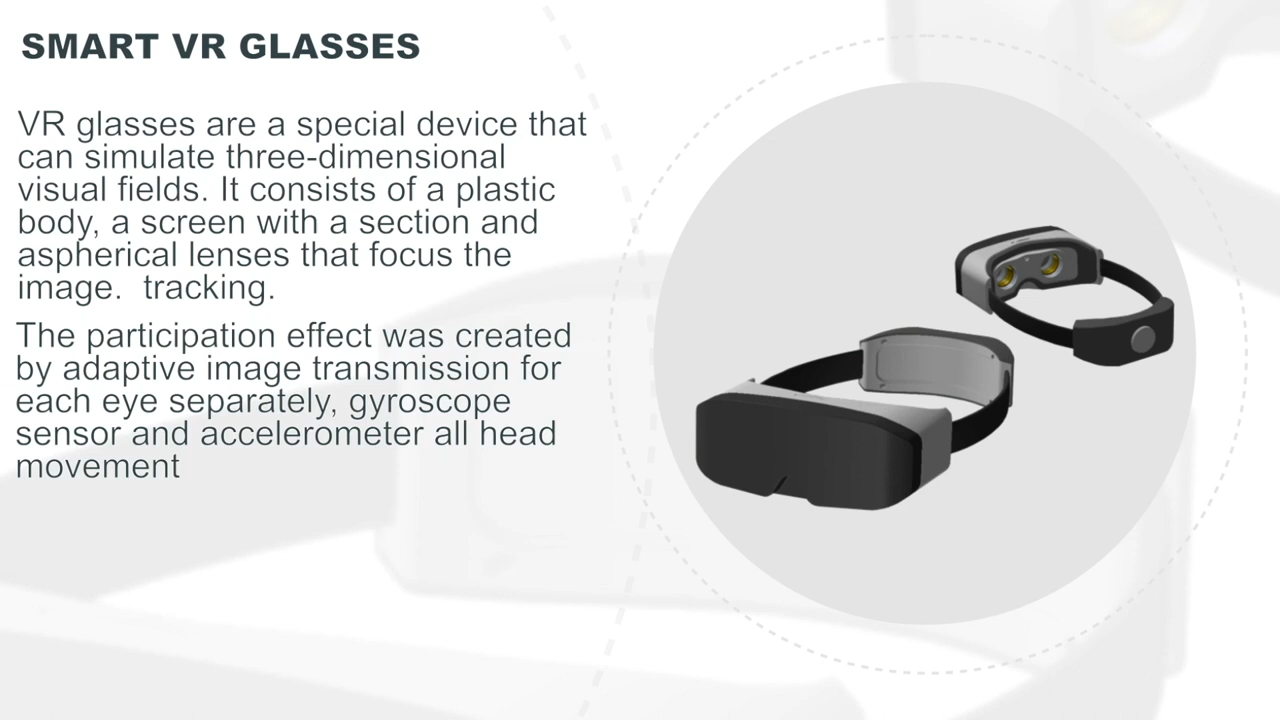 SMART VR GLASSES
VR glasses are a special device that
can simulate three-dimensional
visual fields. It consists of a plastic
body, a screen with a section and
aspherical lenses that focus the
image.  tracking.
The participation effect was created
by adaptive image transmission for
each eye separately, gyroscope
sensor and accelerometer all head
movement